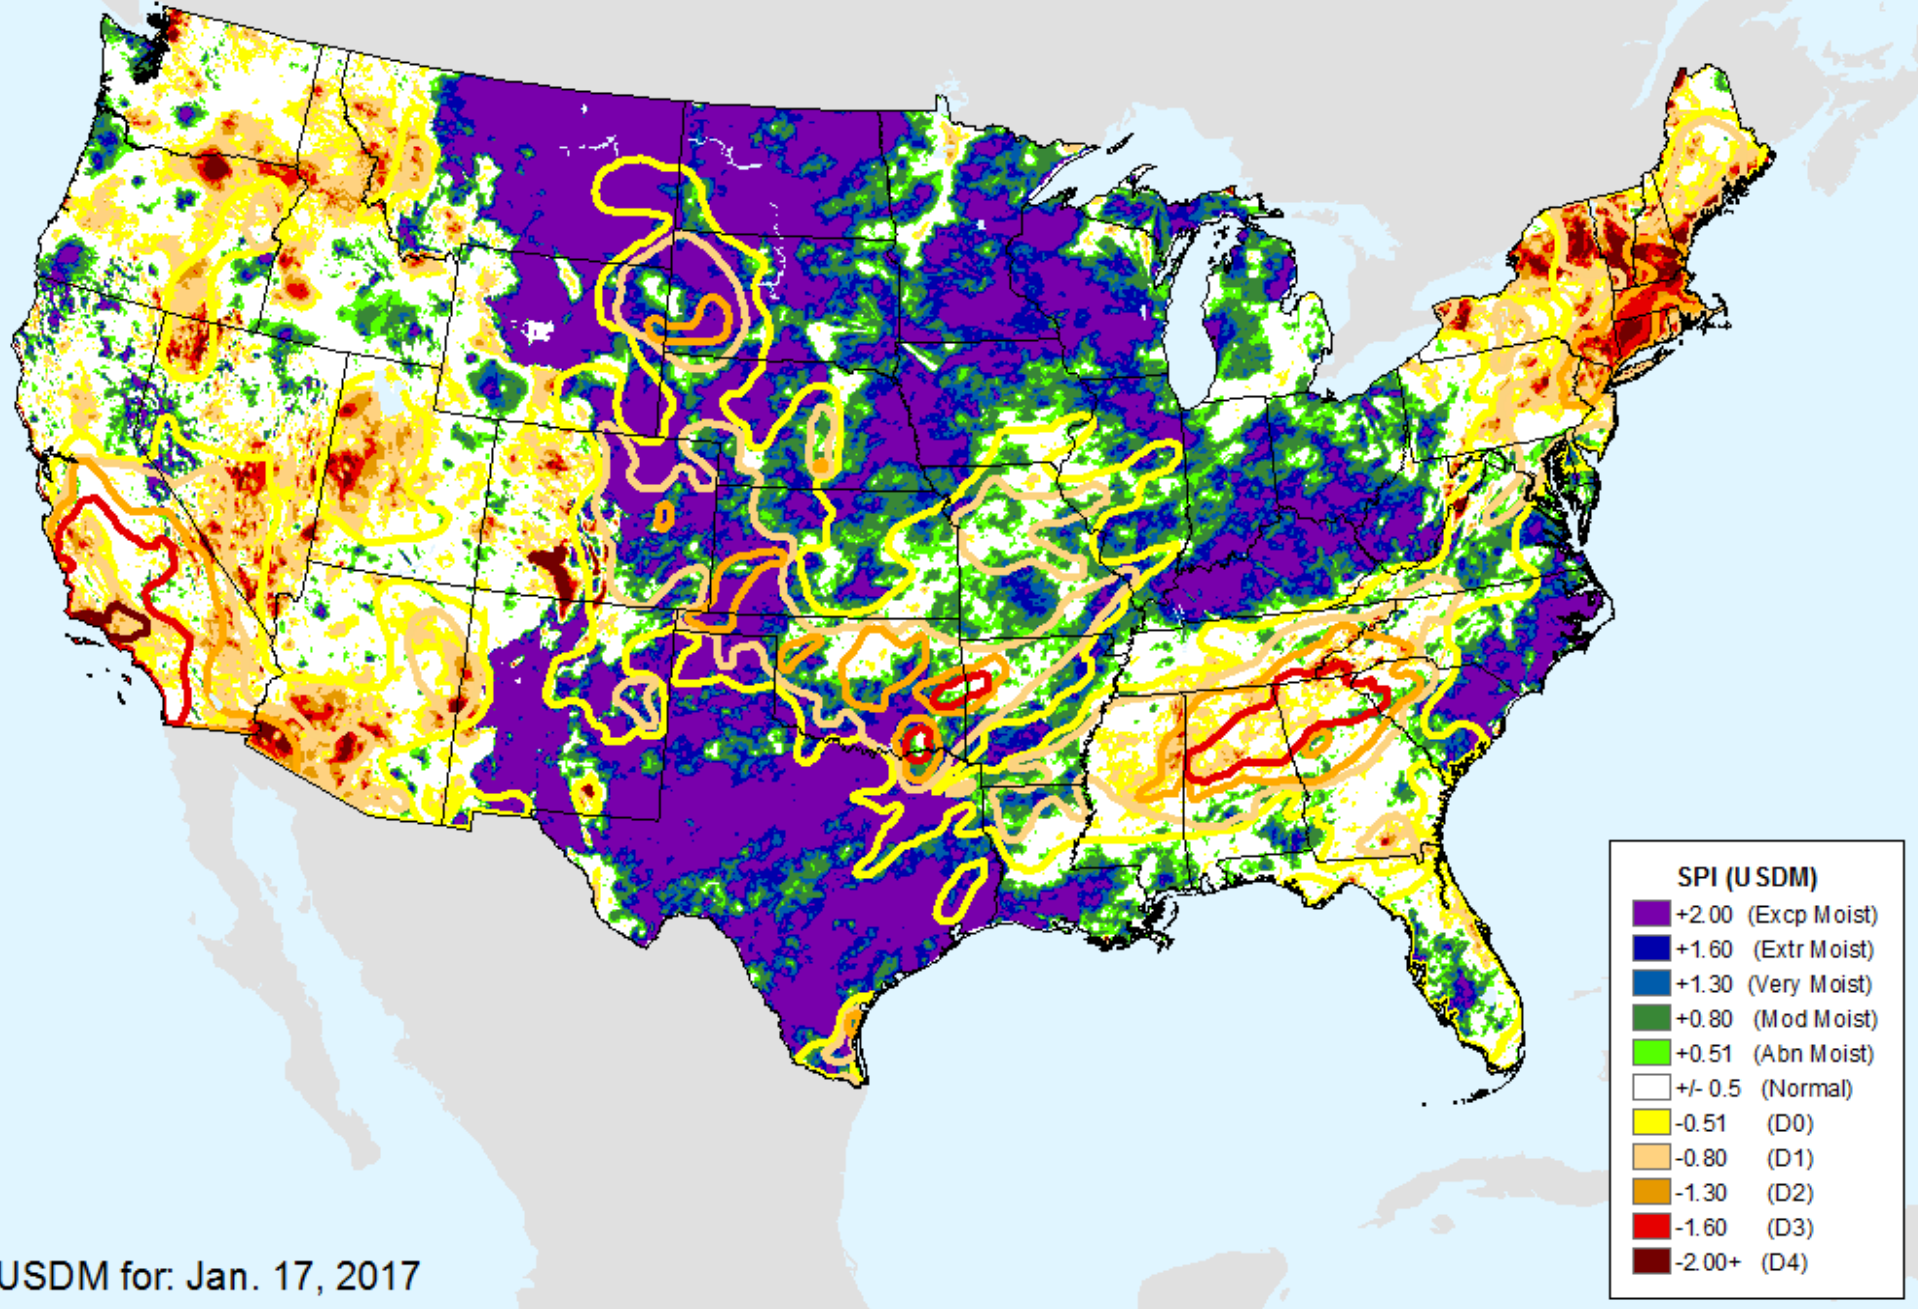 SPI (USDM)
+2.00 (Excp Moist)
+1.60 (Extr Moist)
+1.30 (Very Moist)
+0.80 (Mod Moist)
+0.51 (Abn Moist)
+/- 0.5 (Normal)
-0.51 (D0)
-0.80 (D1)
-1.30 (D2)
-1.60 (D3)
-2.00+ (D4)
USDM for: Jan. 17, 2017